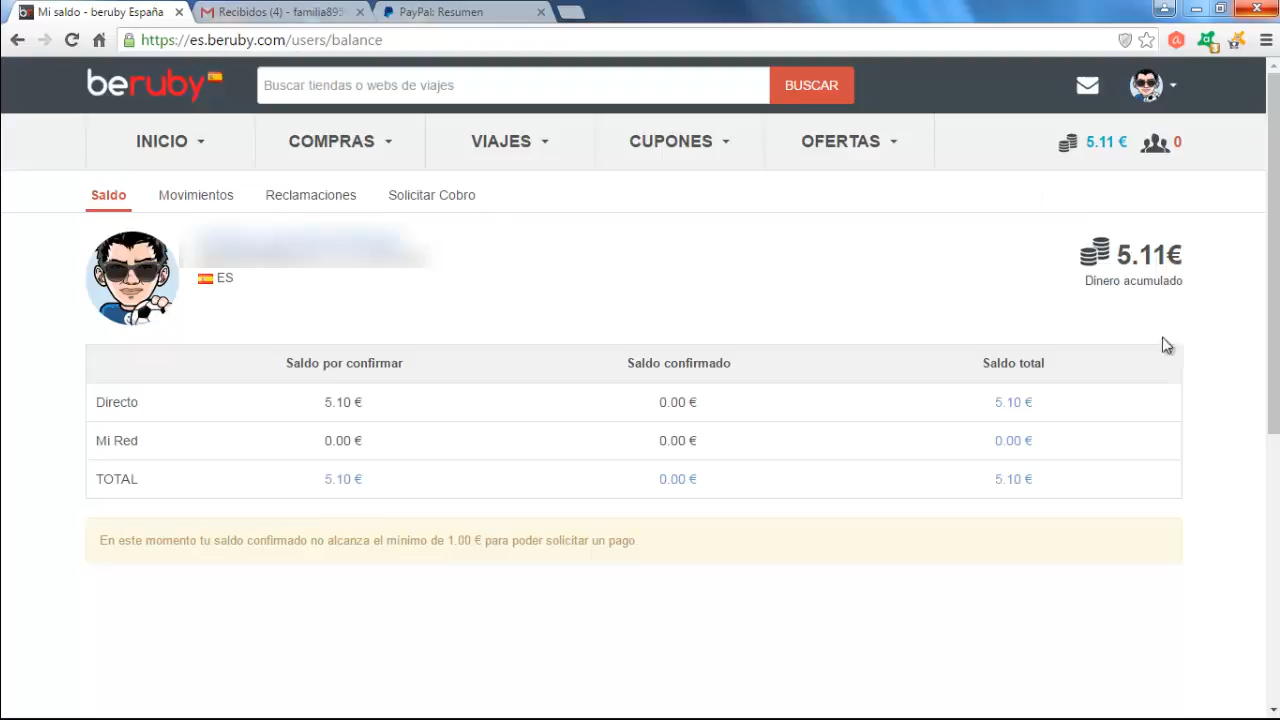 Mi saldo - beruby España
Recibidos (4) - familia895
PayPal: Resumen
https://es.beruby.com/users/balance
beruby
Buscar tiendas o webs de viajes
BUSCAR
INICIO
COMPRAS
VIAJES
CUPONES
OFERTAS
5.11 €
0
Saldo
Movimientos
Reclamaciones
Solicitar Cobro
ES
5.11€
Dinero acumulado
Saldo por confirmar
Saldo confirmado
Saldo total
Directo
5.10 €
0.00 €
5.10 €
Mi Red
0.00 €
0.00 €
0.00 €
TOTAL
5.10 €
0.00 €
5.10 €
En este momento tu saldo confirmado no alcanza el mínimo de 1.00 € para poder solicitar un pago